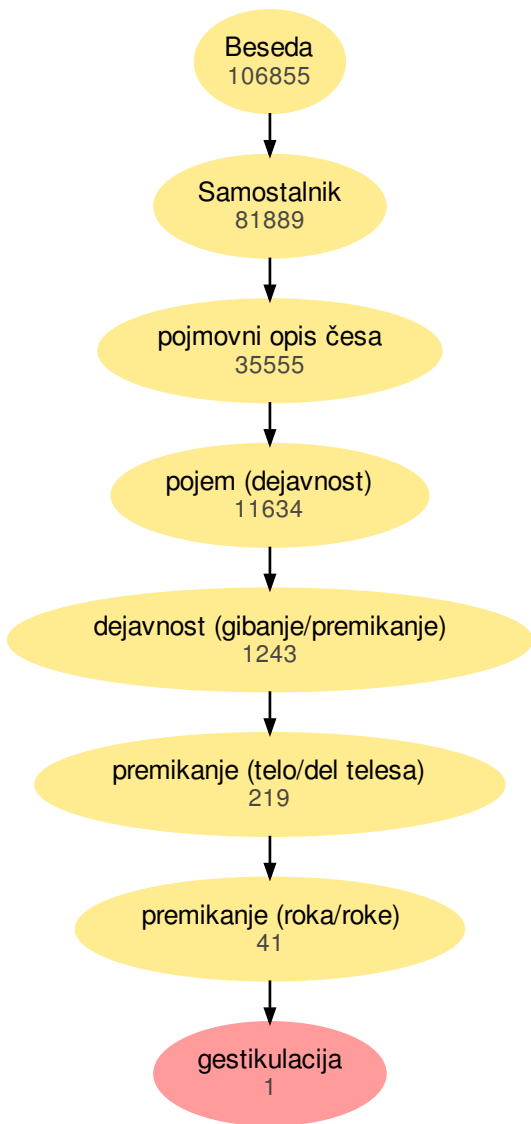 Beseda
106855
Samostalnik
81889
pojmovni opis česa
35555
pojem (dejavnost)
11634
dejavnost (gibanje/premikanje)
1243
premikanje (telo/del telesa)
219
premikanje (roka/roke)
41
gestikulacija
1